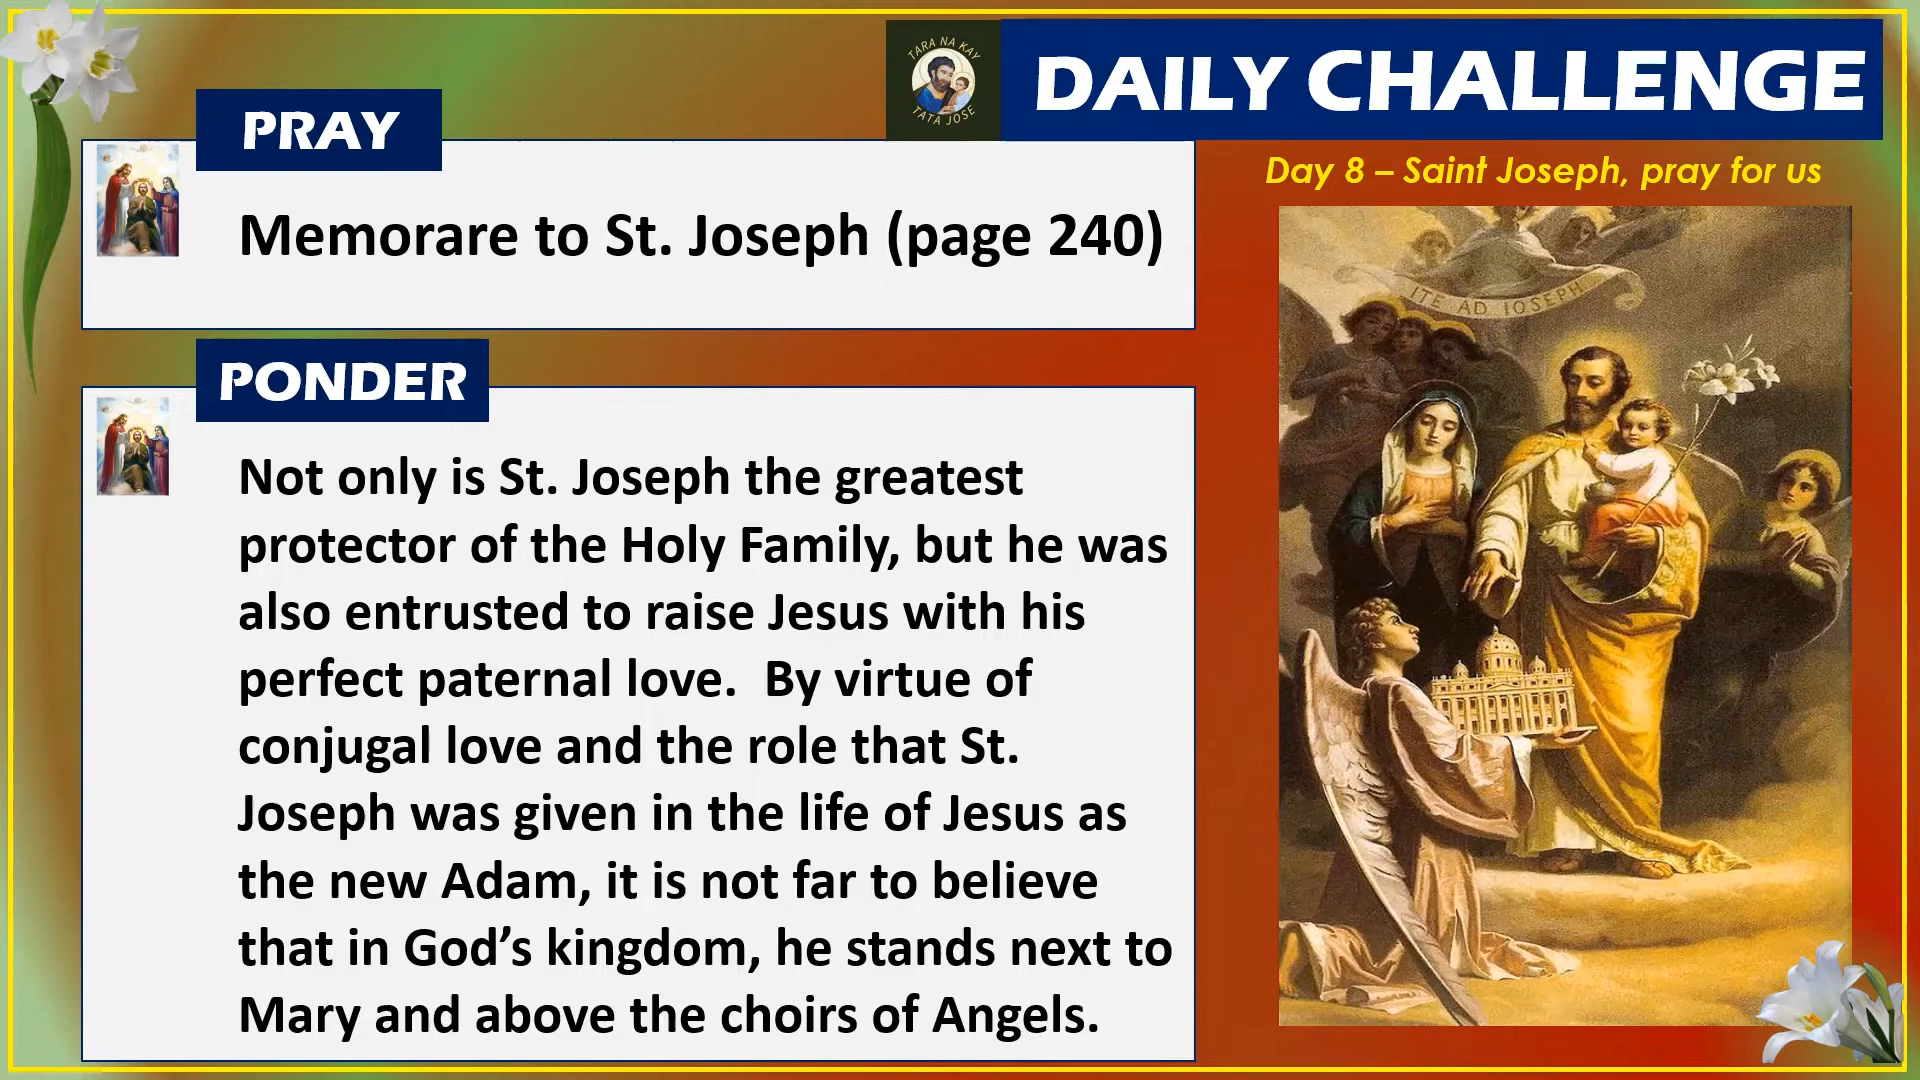 TARA NA KAY
TATA JOSE
DAILY CHALLENGE
Day 8 – Saint Joseph, pray for us
PRAY
Memorare to St. Joseph (page 240)
PONDER
Not only is St. Joseph the greatest
protector of the Holy Family, but he was
also entrusted to raise Jesus with his
perfect paternal love.  By virtue of
conjugal love and the role that St.
Joseph was given in the life of Jesus as
the new Adam, it is not far to believe
that in God’s kingdom, he stands next to
Mary and above the choirs of Angels.
ITE AD IOSEPH